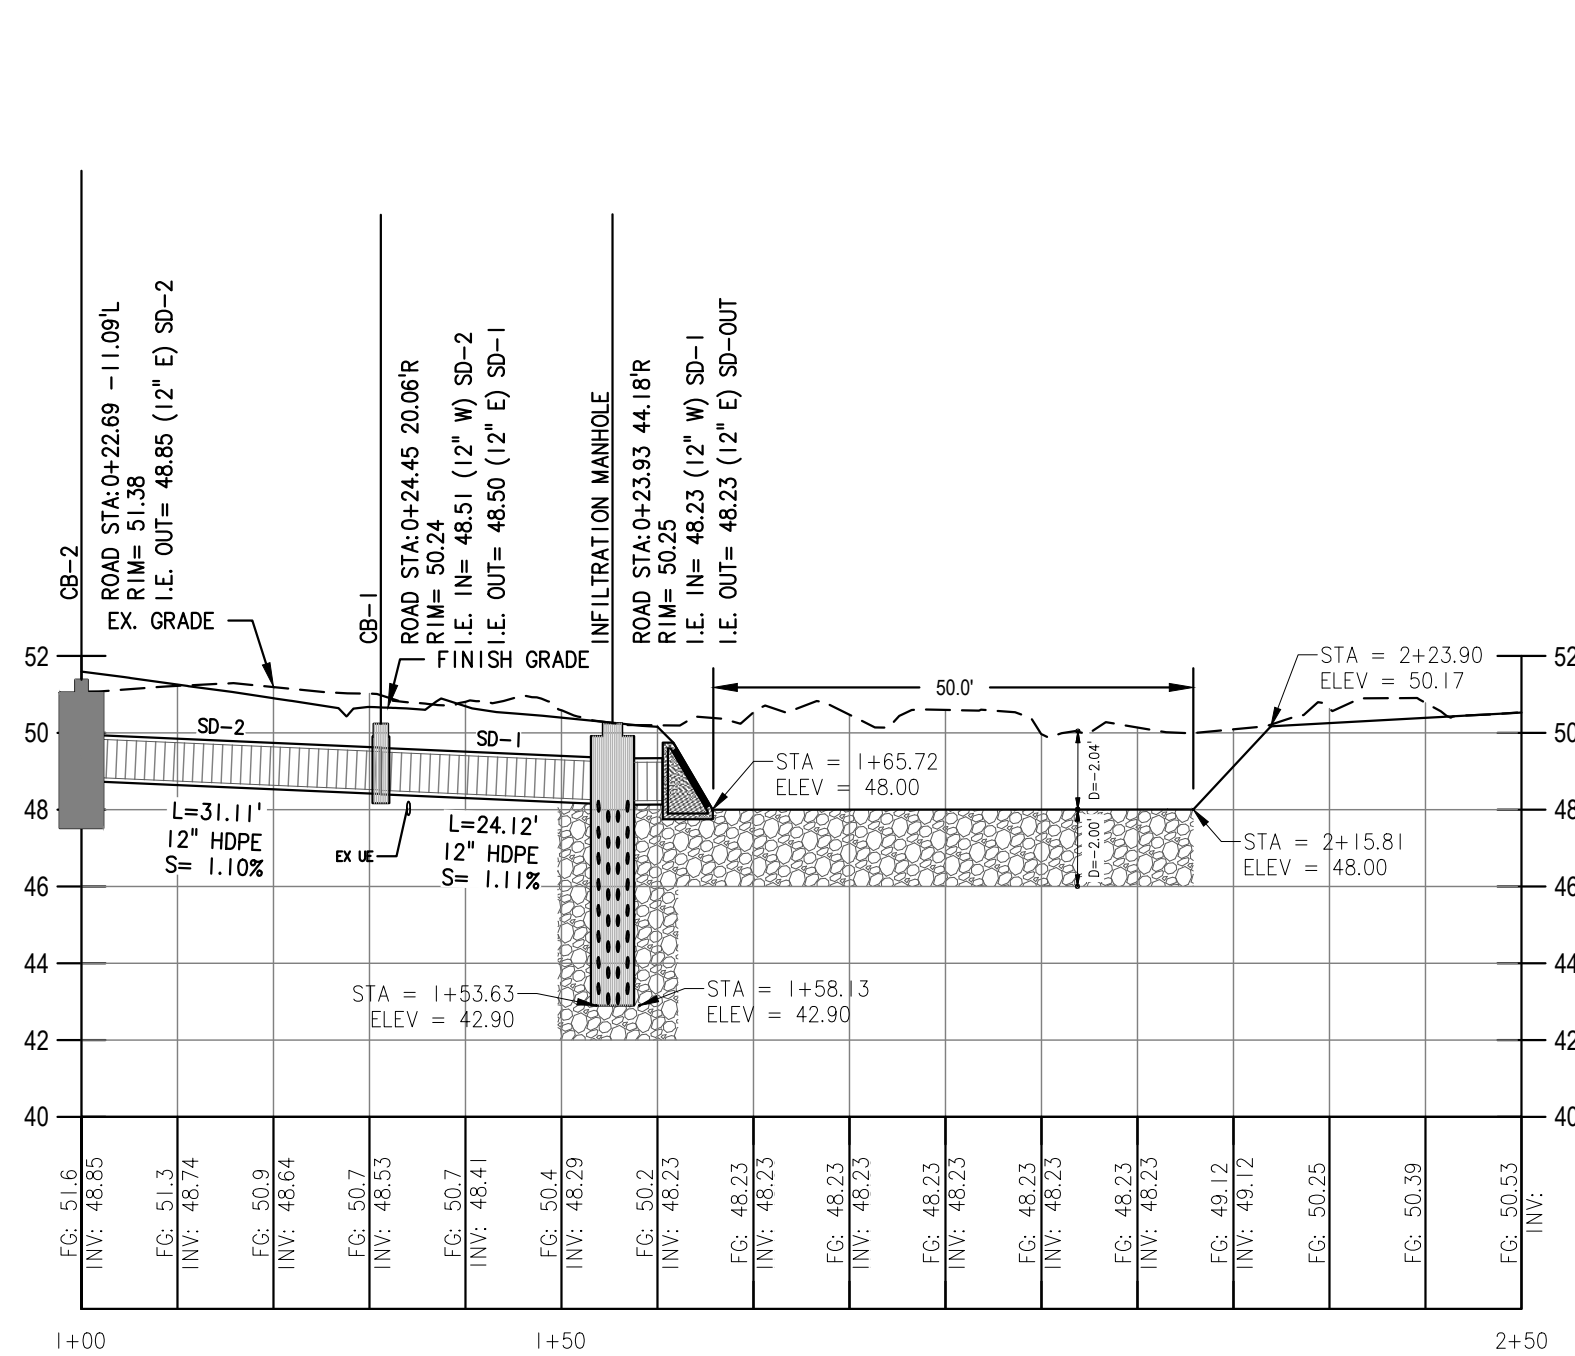 CB-2
ROAD STA:0+22.69 -11.09'L
RIM= 51.38
I.E. OUT= 48.85 (12" E) SD-2
CB-1
ROAD STA:0+24.45 20.06'R
RIM= 50.24
I.E. IN= 48.51 (12" W) SD-2
I.E. OUT= 48.50 (12" E) SD-1
INFILTRATION MANHOLE
ROAD STA:0+23.93 44.18'R
RIM= 50.25
I.E. IN= 48.23 (12" W) SD-1
I.E. OUT= 48.23 (12" E) SD-OUT
EX. GRADE
FINISH GRADE
52
50
48
46
44
42
40
52
50
48
46
44
42
40
50.0'
STA = 2+23.90
ELEV = 50.17
SD-2
SD-1
STA = 1+65.72
ELEV = 48.00
D=-2.04'
D=-2.00'
L=31.11'
12" HDPE
S= 1.10%
EX UE
L=24.12'
12" HDPE
S= 1.11%
STA = 2+15.81
ELEV = 48.00
STA = 1+53.63
ELEV = 42.90
STA = 1+58.13
ELEV = 42.90
FG: 51.6
INV: 48.85
FG: 51.3
INV: 48.74
FG: 50.9
INV: 48.64
FG: 50.7
INV: 48.53
FG: 50.7
INV: 48.41
FG: 50.4
INV: 48.29
FG: 50.2
INV: 48.23
FG: 48.23
INV: 48.23
FG: 48.23
INV: 48.23
FG: 48.23
INV: 48.23
FG: 48.23
INV: 48.23
FG: 48.23
INV: 48.23
FG: 49.12
INV: 49.12
FG: 50.25
FG: 50.39
FG: 50.53
INV:
1+00
1+50
2+50